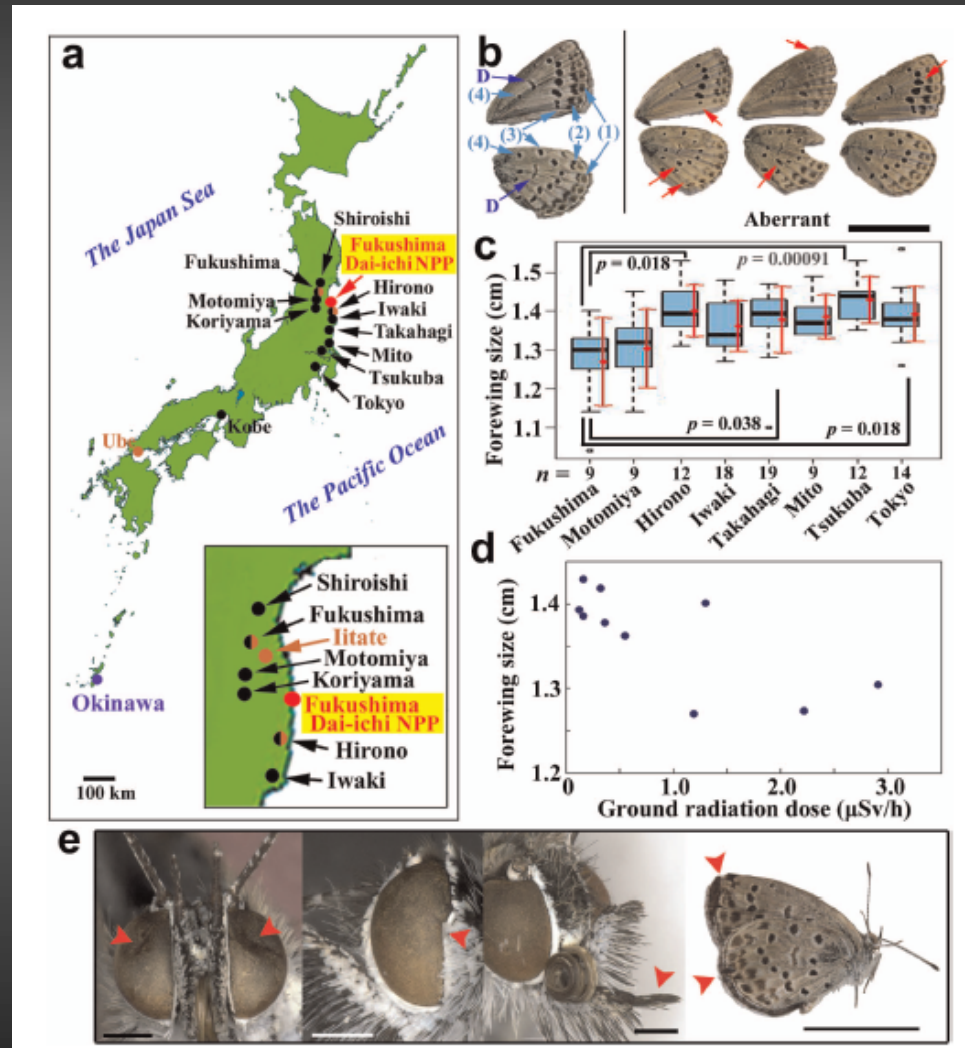 a
The Japan Sea
Shiroishi
Fukushima
Dai-ichi NPP
Fukushima
Hirono
Motomiya
Iwaki
Koriyama
Takahagi
Mito
Tsukuba
Tokyo
Kobe
Ube
The Pacific Ocean
Okinawa
100 km
Shiroishi
Fukushima
Iitate
Motomiya
Koriyama
Fukushima
Dai-ichi NPP
Hirono
Iwaki
b
D
(4)
(3)
(2)
(1)
(4)
D
Aberrant
c
Forewing size (cm)
1.5
1.4
1.3
1.2
1.1
p = 0.018
p = 0.00091
p = 0.038
p = 0.018
n = 9 9 12 18 19 9 12 14
Fukushima
Motomiya
Hirono
Iwaki
Takahagi
Mito
Tsukuba
Tokyo
d
Forewing size (cm)
1.4
1.3
1.2
0 1.0 2.0 3.0
Ground radiation dose (μSv/h)
e